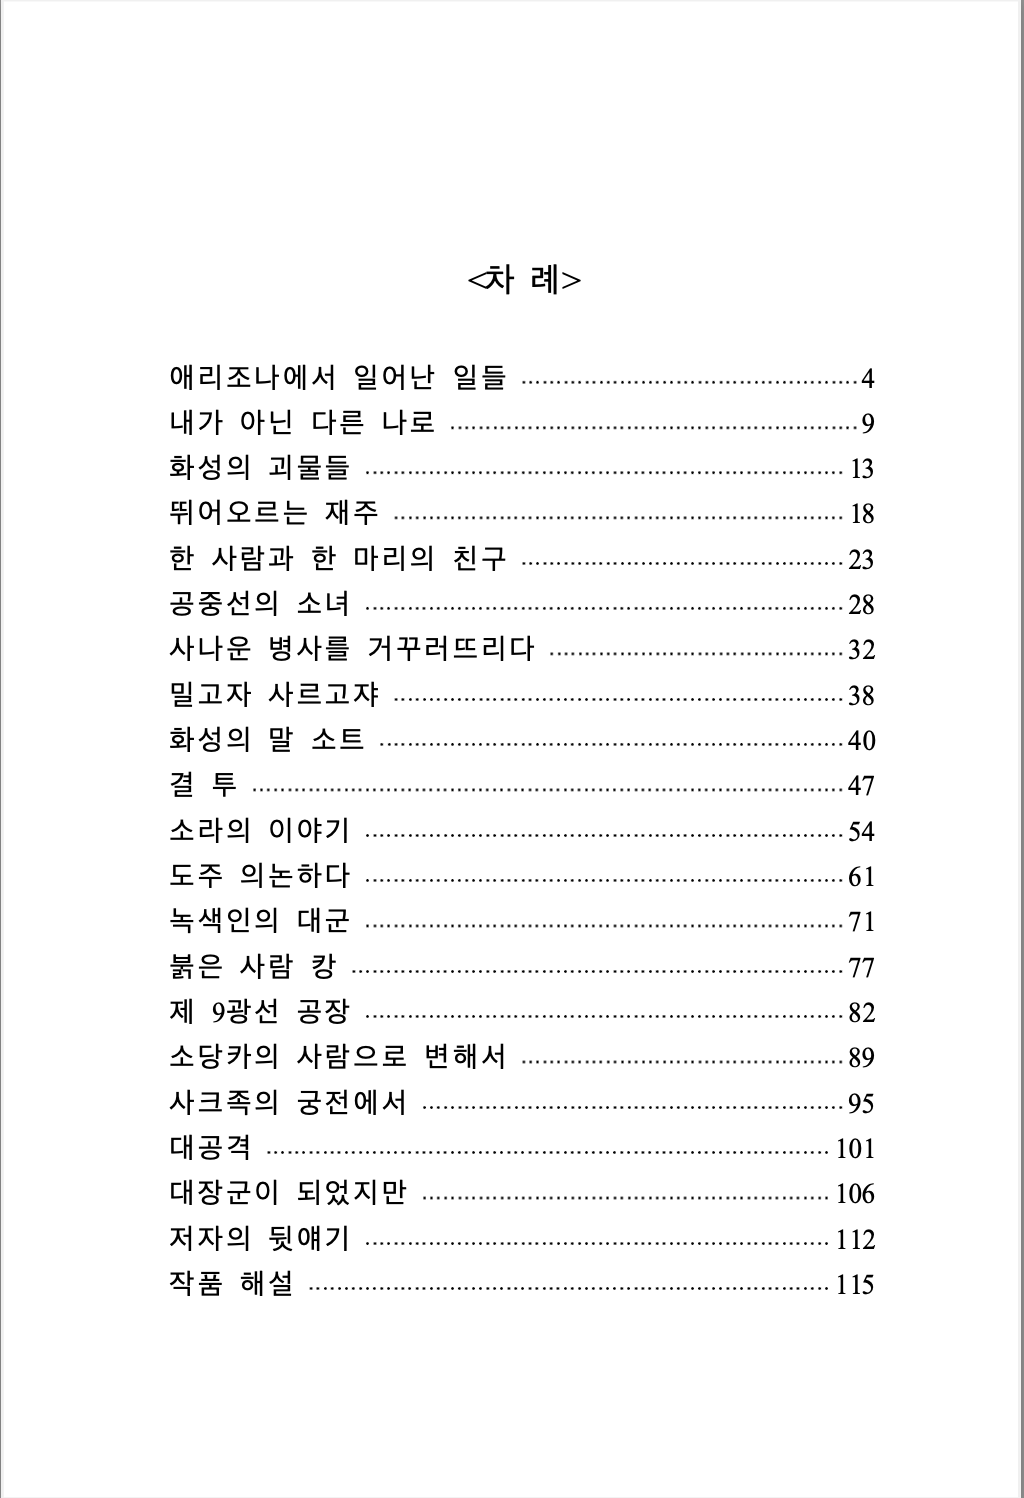 <차 례>
애리조나에서 일어난 일들 ................................................ 4
내가 아닌 다른 나로 .......................................................... 9
화성의 괴물들 .................................................................... 13
뛰어오르는 재주 ................................................................ 18
한 사람과 한 마리의 친구 .............................................. 23
공중선의 소녀 .................................................................... 28
사나운 병사를 거꾸러뜨리다 .......................................... 32
밀고자 사르고쟈 ................................................................ 38
화성의 말 소트 .................................................................. 40
결 투 .................................................................................... 47
소라의 이야기 .................................................................... 54
도주 의논하다 .................................................................... 61
녹색인의 대군 .................................................................... 71
붉은 사람 캉 ...................................................................... 77
제 9광선 공장 .................................................................... 82
소당카의 사람으로 변해서 .............................................. 89
사크족의 궁전에서 ............................................................ 95
대공격 ................................................................................ 101
대장군이 되었지만 .......................................................... 106
저자의 뒷얘기 .................................................................. 112
작품 해설 .......................................................................... 115